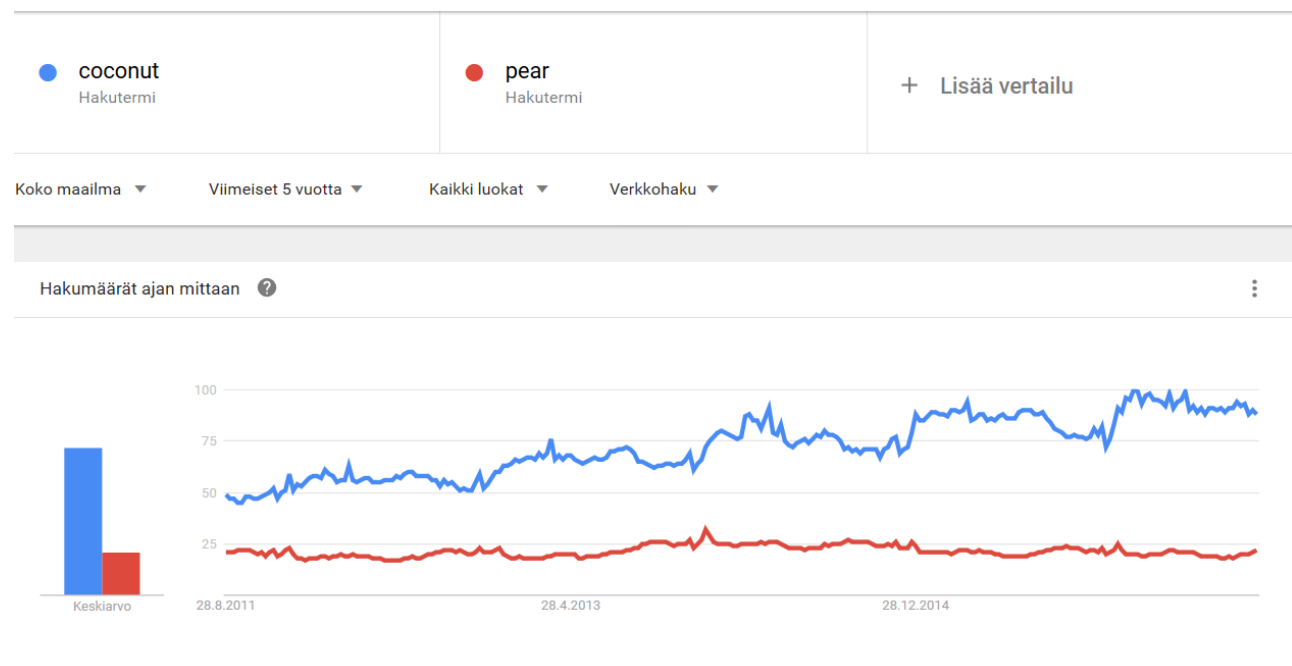 coconut
Hakutermi
pear
Hakutermi
+ Lisää vertailu
Koko maailma
Viimeiset 5 vuotta
Kaikki luokat
Verkkohaku
Hakumäärät ajan mittaan ?
100
75
50
25
Keskiarvo
28.8.2011
28.4.2013
28.12.2014